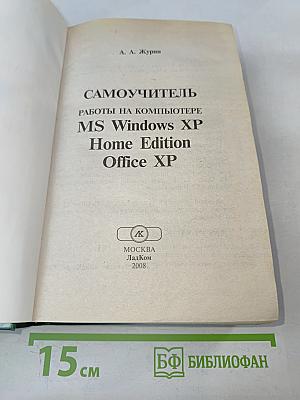 А. А. Журин
САМОУЧИТЕЛЬ
РАБОТЫ НА КОМПЬЮТЕРЕ
MS Windows XP
Home Edition
Office XP
ЛК
МОСКВА
ЛадКом
2008
15 см
БФ БИБЛИОФАН